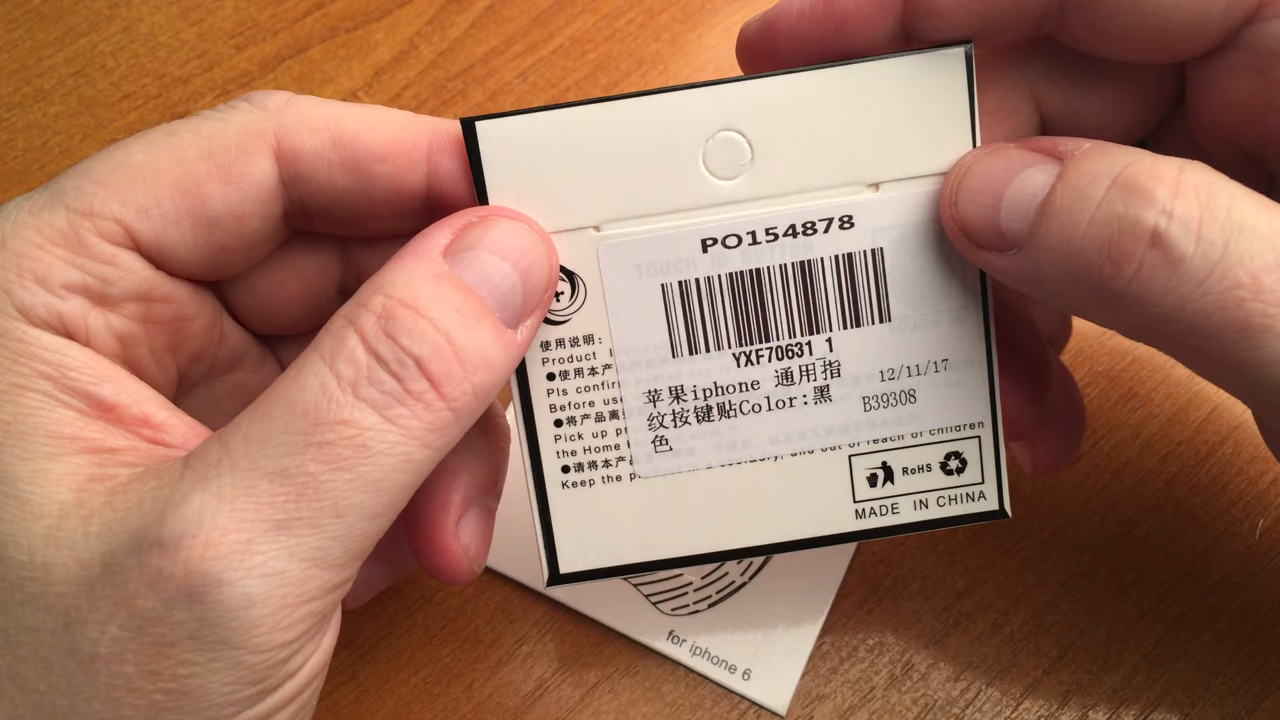 PO154878
YXF70631_1
苹果iphone 通用指
纹按键贴Color:黑
色
12/11/17
B39308
使用说明:
Product
●使用本产
Pls confirm
Before use
●将产品离
Pick up
the Home
●请将本产
Keep the
and out of reach of children
RoHS
MADE IN CHINA
for iphone 6